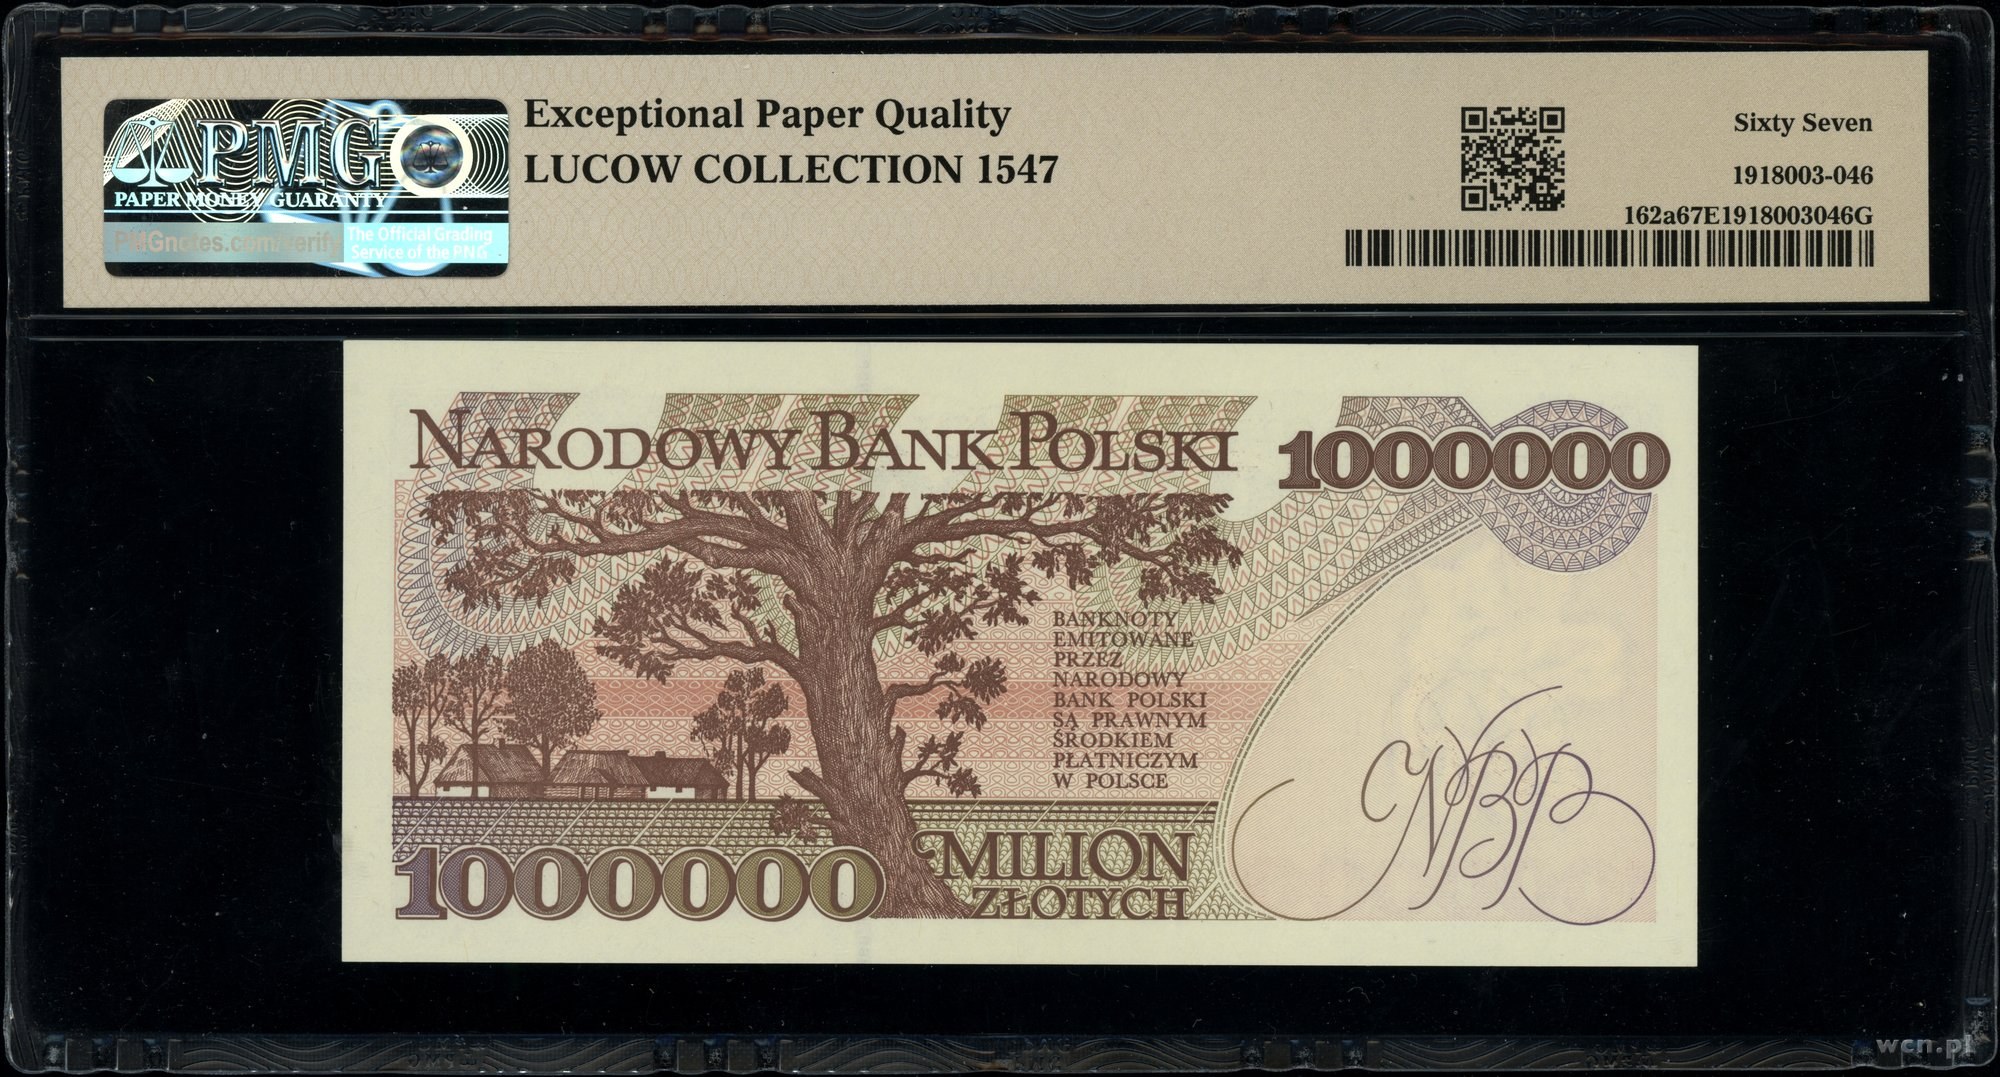 PMG
PAPER MONEY GUARANTY
PMGnotes.com/verify
The Official Grading
Service of the PNG
Exceptional Paper Quality
LUCOW COLLECTION 1547
Sixty Seven
1918003-046
162a67E1918003046G
NARODOWY BANK POLSKI
1000000
BANKNOTY
EMITOWANE
PRZEZ
NARODOWY
BANK POLSKI
SĄ PRAWNYM
ŚRODKIEM
PŁATNICZYM
W POLSCE
1000000
MILION
ZŁOTYCH
NBP
wcn.pl